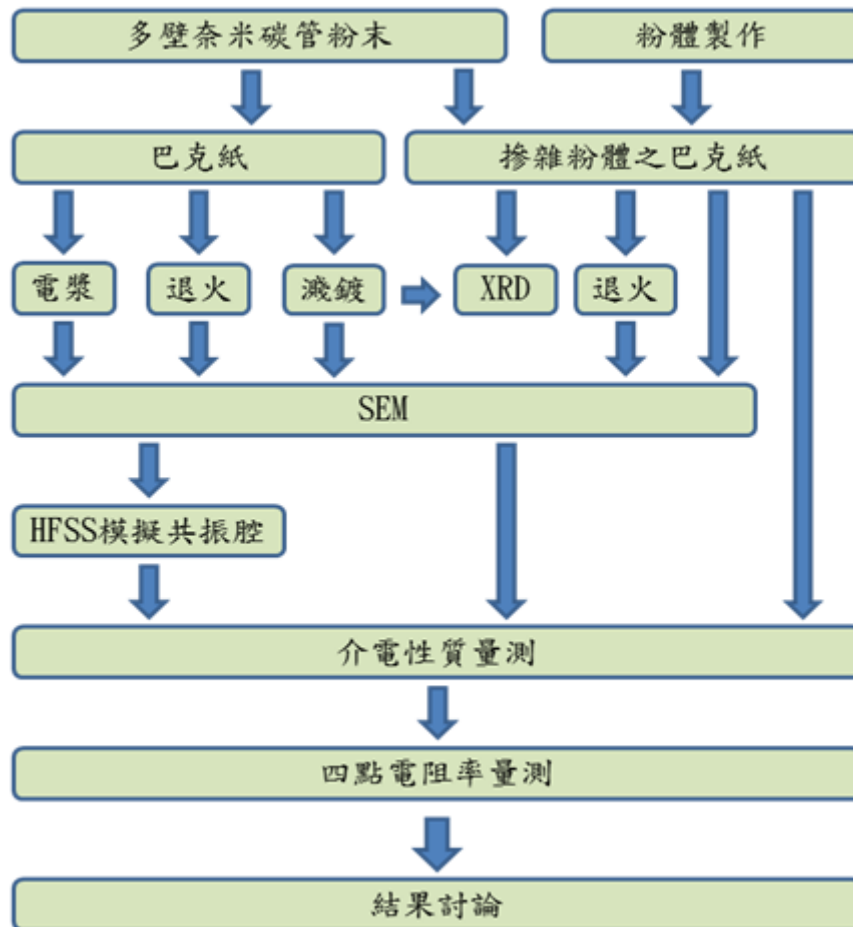 多壁奈米碳管粉末
粉體製作
巴克紙
摻雜粉體之巴克紙
電漿
退火
濺鍍
XRD
退火
SEM
HFSS模擬共振腔
介電性質量測
四點電阻率量測
結果討論